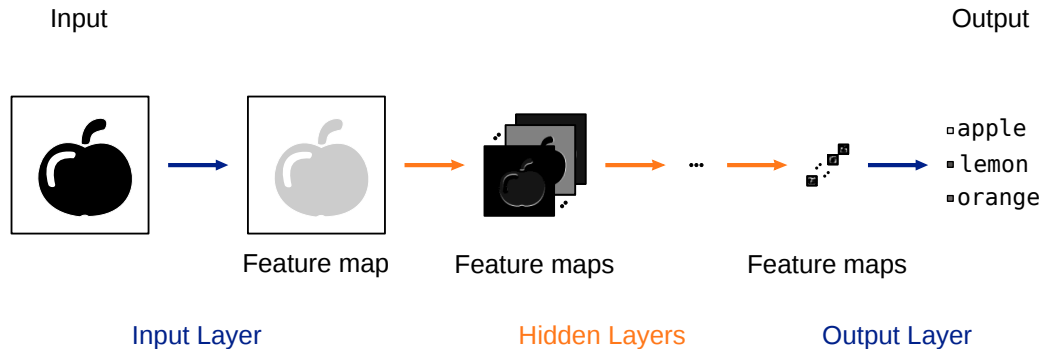 Input
Output
apple
lemon
orange
Feature map
Feature maps
Feature maps
Input Layer
Hidden Layers
Output Layer